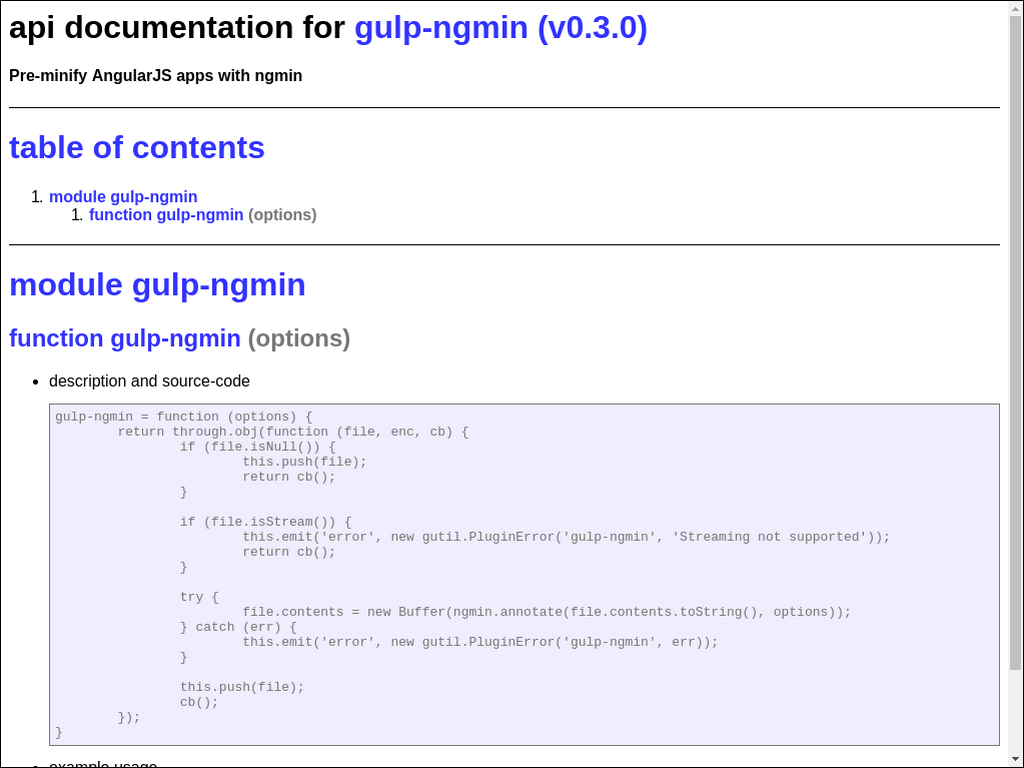 api documentation for gulp-ngmin (v0.3.0)
Pre-minify AngularJS apps with ngmin
table of contents
1. module gulp-ngmin
1. function gulp-ngmin (options)
module gulp-ngmin
function gulp-ngmin (options)
• description and source-code
gulp-ngmin = function (options) {
        return through.obj(function (file, enc, cb) {
                if (file.isNull()) {
                        this.push(file);
                        return cb();
                }

                if (file.isStream()) {
                        this.emit('error', new gutil.PluginError('gulp-ngmin', 'Streaming not supported'));
                        return cb();
                }

                try {
                        file.contents = new Buffer(ngmin.annotate(file.contents.toString(), options));
                } catch (err) {
                        this.emit('error', new gutil.PluginError('gulp-ngmin', err));
                }

                this.push(file);
                cb();
        });
}
• example usage